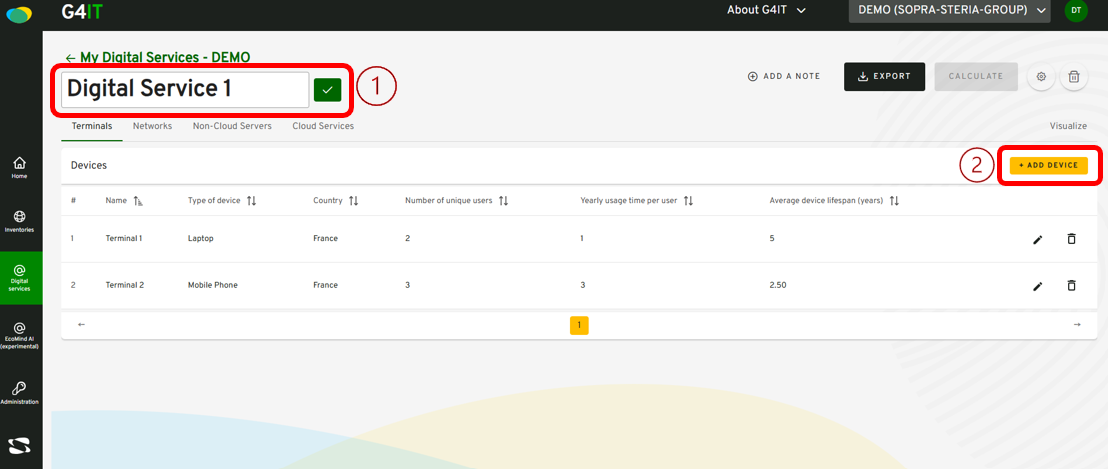 G4IT
About G4IT
DEMO (SOPRA-STERIA-GROUP)
DT
← My Digital Services - DEMO
Digital Service 1
1
ADD A NOTE
EXPORT
CALCULATE
Terminals
Networks
Non-Cloud Servers
Cloud Services
Visualize
Devices
2
+ ADD DEVICE
# Name Type of device Country Number of unique users Yearly usage time per user Average device lifespan (years)
1 Terminal 1 Laptop France 2 1 5
2 Terminal 2 Mobile Phone France 3 3 2.50
← 1 →
Home
Inventories
Digital
services
EcoMind AI
(experimental)
Administration